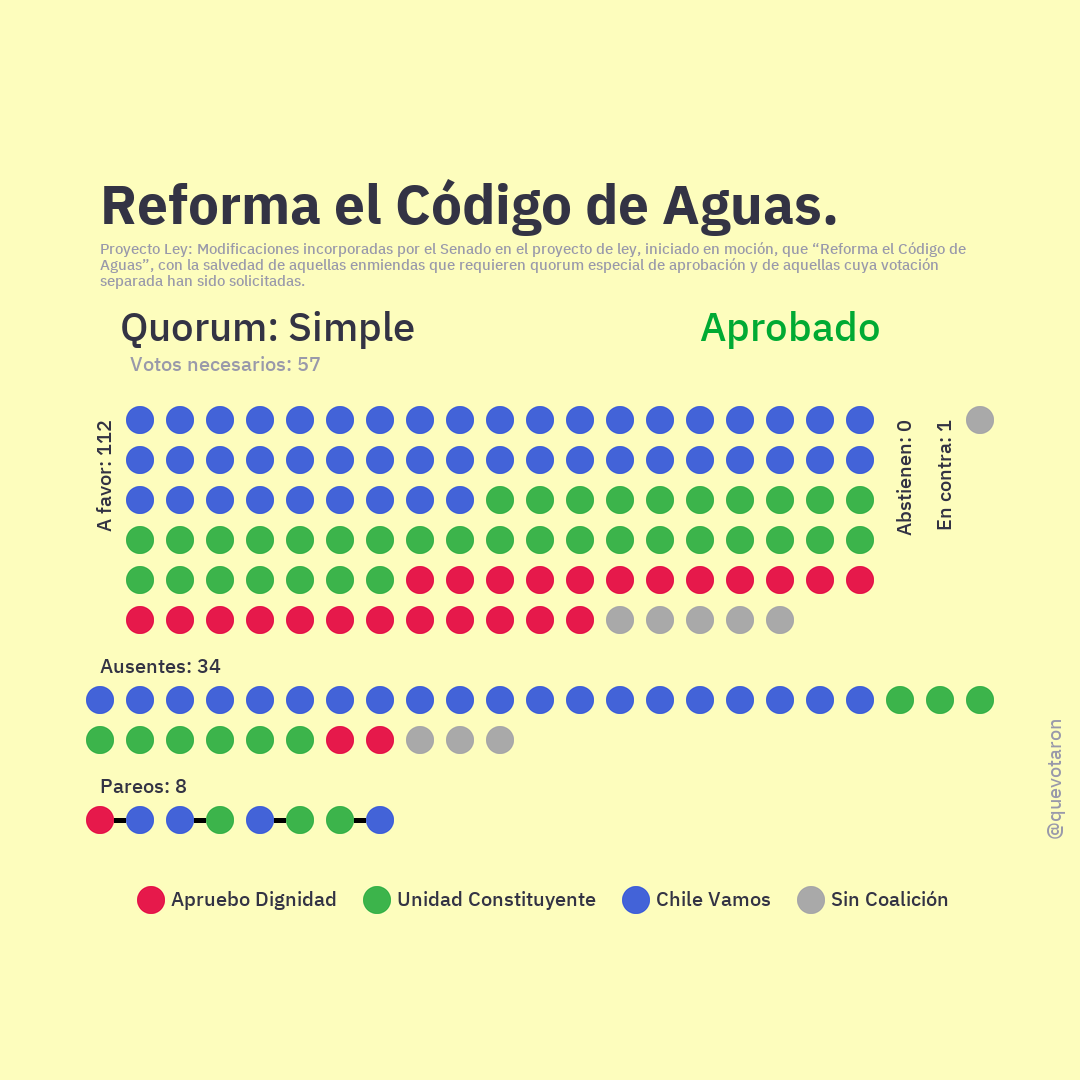 Reforma el Código de Aguas.
Proyecto Ley: Modificaciones incorporadas por el Senado en el proyecto de ley, iniciado en moción, que “Reforma el Código de
Aguas”, con la salvedad de aquellas enmiendas que requieren quorum especial de aprobación y de aquellas cuya votación
separada han sido solicitadas.
Quorum: Simple
Aprobado
Votos necesarios: 57
A favor: 112
Abstienen: 0
En contra: 1
Ausentes: 34
Pareos: 8
@quevotaron
Apruebo Dignidad
Unidad Constituyente
Chile Vamos
Sin Coalición